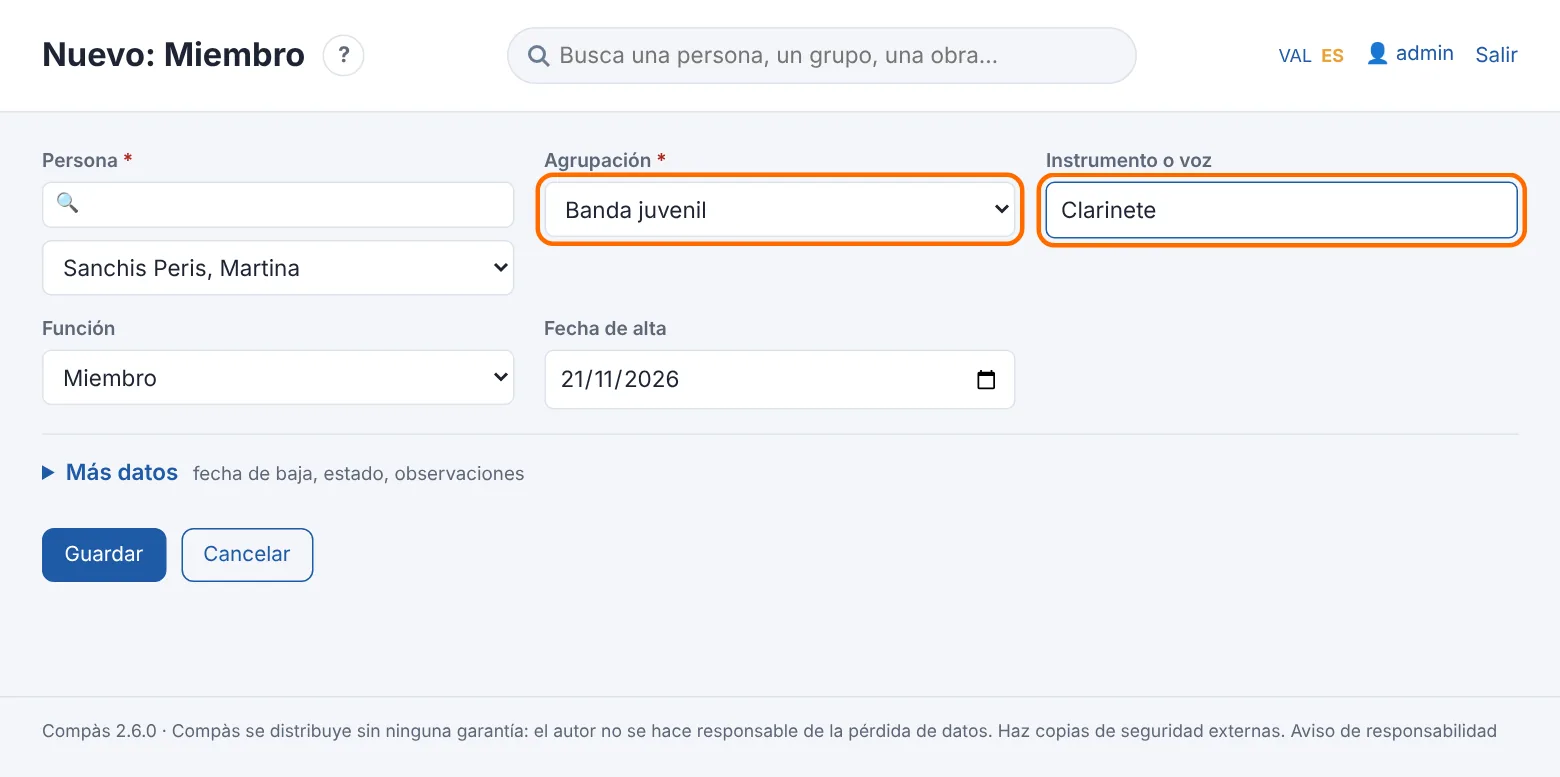 Nuevo: Miembro
?
Busca una persona, un grupo, una obra...
VAL ES
admin
Salir
Persona *
Agrupación *
Instrumento o voz
Banda juvenil
Clarinete
Sanchis Peris, Martina
Función
Fecha de alta
Miembro
21/11/2026
Más datos fecha de baja, estado, observaciones
Guardar
Cancelar
Compàs 2.6.0 · Compàs se distribuye sin ninguna garantía: el autor no se hace responsable de la pérdida de datos. Haz copias de seguridad externas. Aviso de responsabilidad